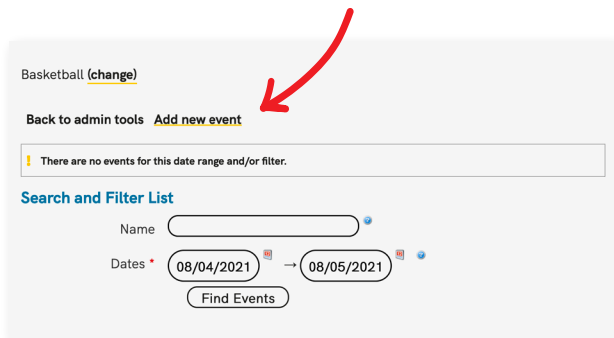 Basketball (change)
Back to admin tools Add new event
! There are no events for this date range and/or filter.
Search and Filter List
Name
Dates * 08/04/2021 → 08/05/2021
Find Events